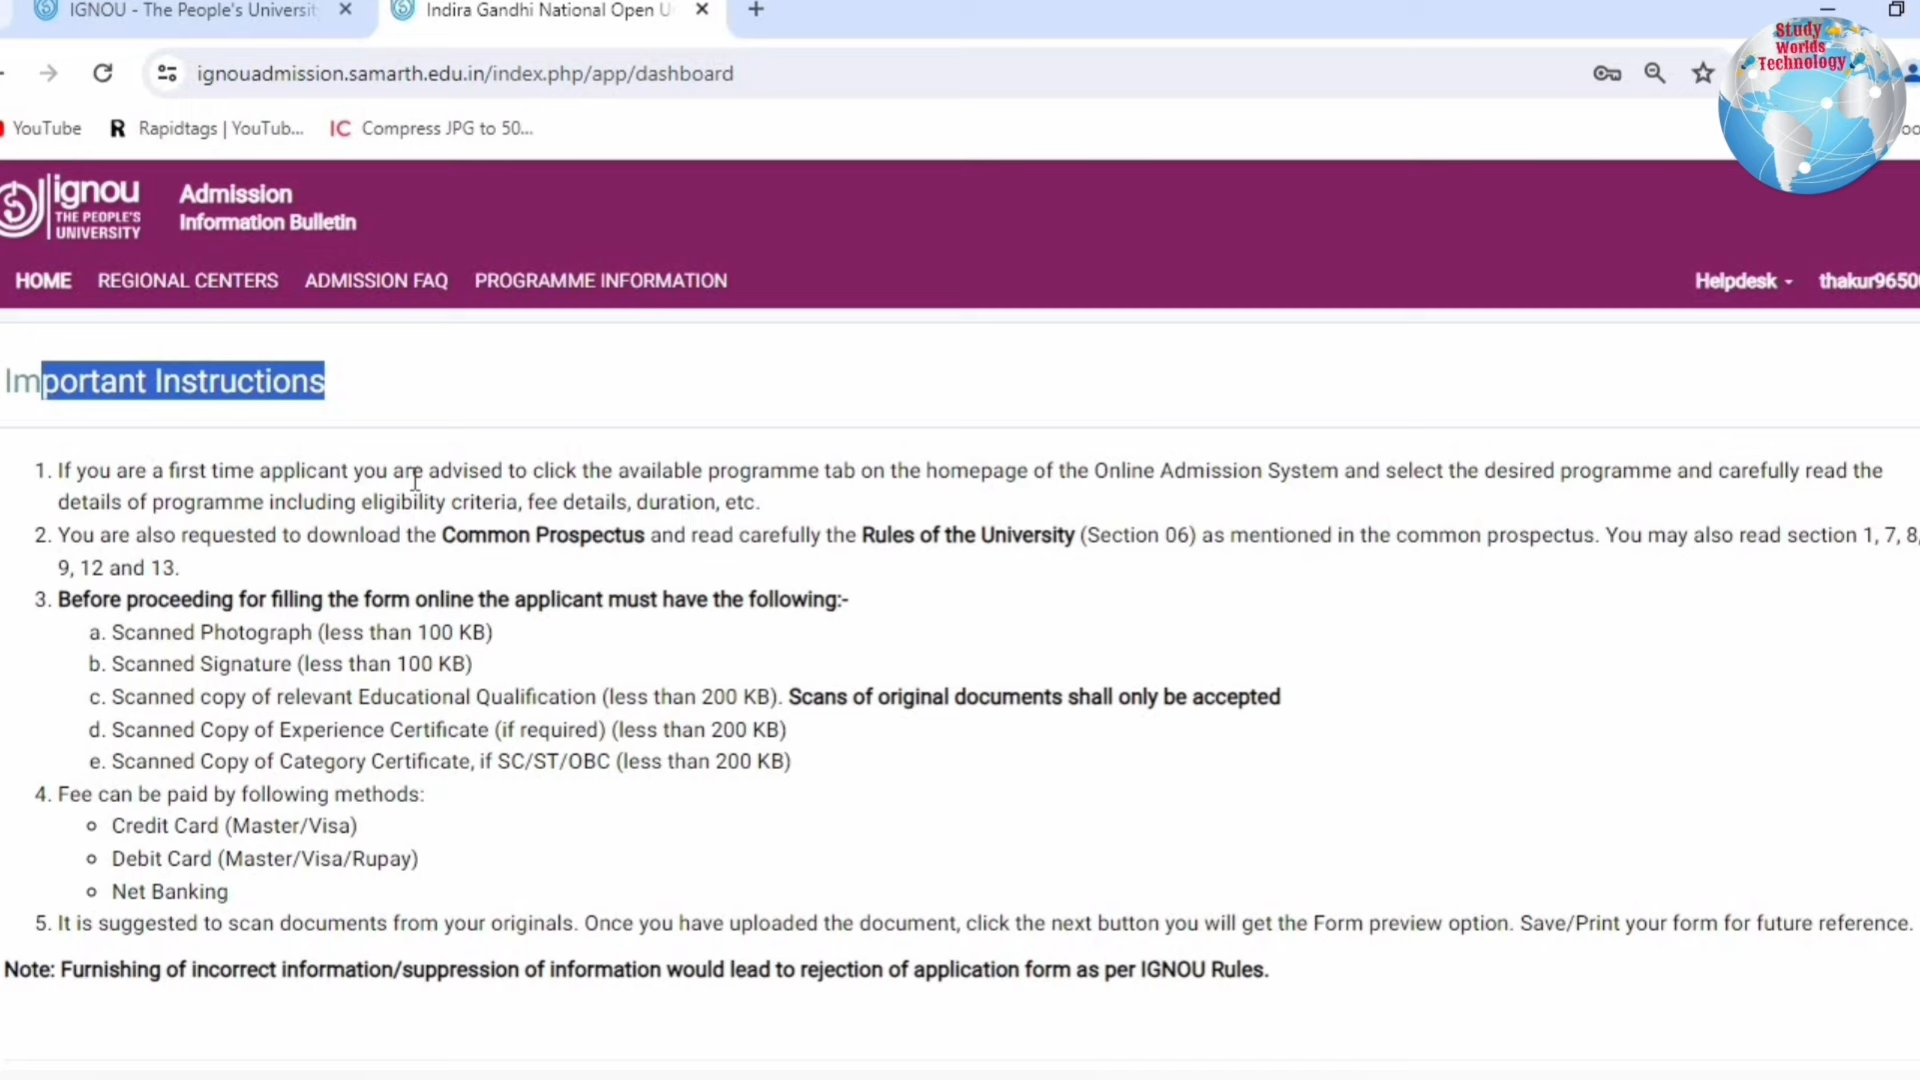 IGNOU - The People's Universit
Indira Gandhi National Open U
ignouadmission.samarth.edu.in/index.php/app/dashboard
Study
Worlds
Technology
YouTube
Rapidtags | YouTub...
IC Compress JPG to 50...
ignou
THE PEOPLE'S
UNIVERSITY
Admission
Information Bulletin
HOME REGIONAL CENTERS ADMISSION FAQ PROGRAMME INFORMATION Helpdesk thakur9650
Important Instructions
1. If you are a first time applicant you are advised to click the available programme tab on the homepage of the Online Admission System and select the desired programme and carefully read the
details of programme including eligibility criteria, fee details, duration, etc.
2. You are also requested to download the Common Prospectus and read carefully the Rules of the University (Section 06) as mentioned in the common prospectus. You may also read section 1, 7, 8,
9, 12 and 13.
3. Before proceeding for filling the form online the applicant must have the following:-
a. Scanned Photograph (less than 100 KB)
b. Scanned Signature (less than 100 KB)
c. Scanned copy of relevant Educational Qualification (less than 200 KB). Scans of original documents shall only be accepted
d. Scanned Copy of Experience Certificate (if required) (less than 200 KB)
e. Scanned Copy of Category Certificate, if SC/ST/OBC (less than 200 KB)
4. Fee can be paid by following methods:
Credit Card (Master/Visa)
Debit Card (Master/Visa/Rupay)
Net Banking
5. It is suggested to scan documents from your originals. Once you have uploaded the document, click the next button you will get the Form preview option. Save/Print your form for future reference.
Note: Furnishing of incorrect information/suppression of information would lead to rejection of application form as per IGNOU Rules.